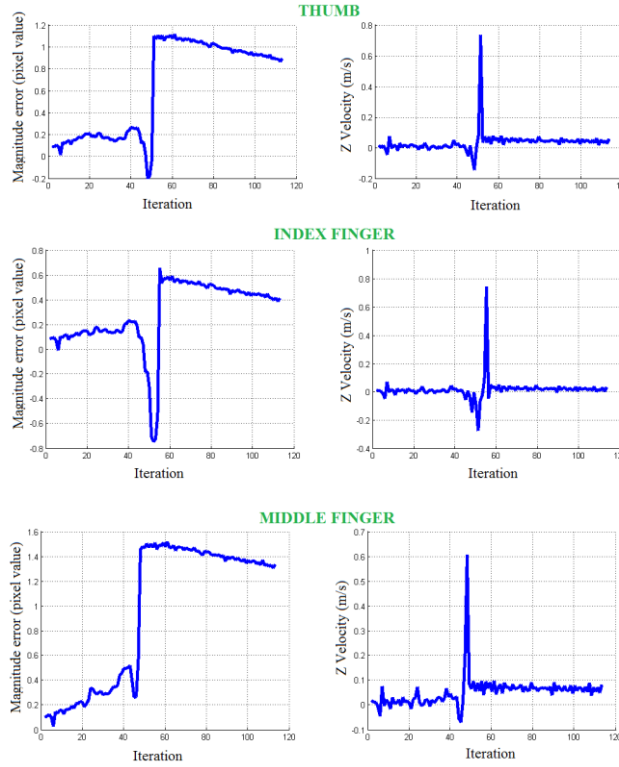 THUMB
Magnitude error (pixel value)
1.2
1
0.8
0.6
0.4
0.2
0
-0.2
0 20 40 60 80 100 120
Iteration
Z Velocity (m/s)
0.8
0.6
0.4
0.2
0
-0.2
0 20 40 60 80 100 120
Iteration
INDEX FINGER
Magnitude error (pixel value)
0.8
0.6
0.4
0.2
0
-0.2
-0.4
-0.6
-0.8
0 20 40 60 80 100 120
Iteration
Z Velocity (m/s)
1
0.8
0.6
0.4
0.2
0
-0.2
-0.4
0 20 40 60 80 100 120
Iteration
MIDDLE FINGER
Magnitude error (pixel value)
1.6
1.4
1.2
1
0.8
0.6
0.4
0.2
0
0 20 40 60 80 100 120
Iteration
Z Velocity (m/s)
0.7
0.6
0.5
0.4
0.3
0.2
0.1
0
-0.1
0 20 40 60 80 100 120
Iteration